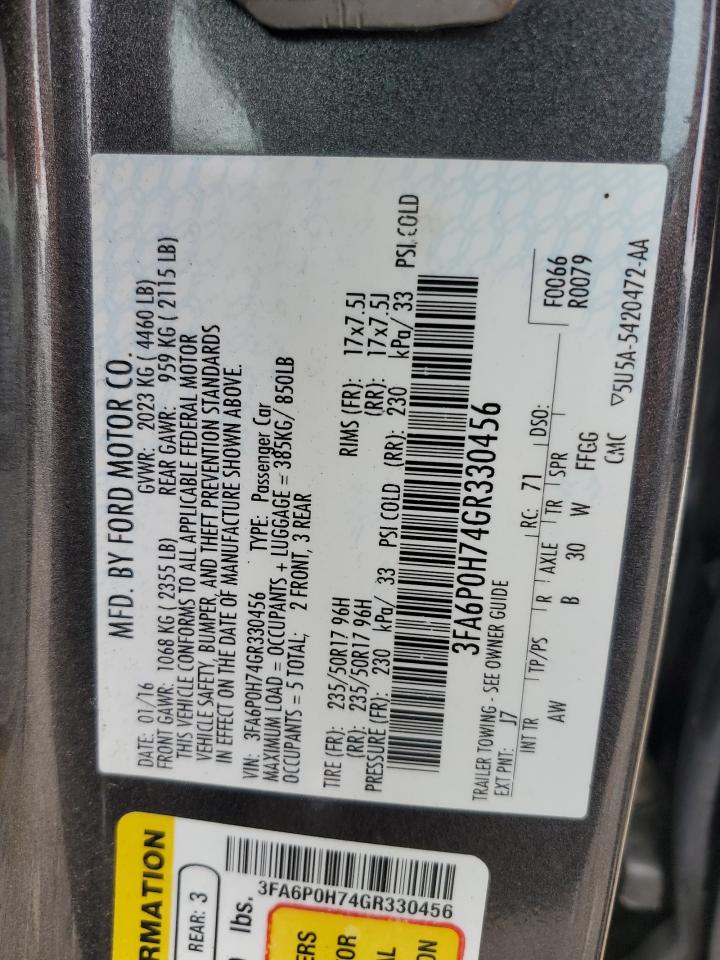 MFD. BY FORD MOTOR CO.
DATE: 01/16 GVWR: 2023 KG ( 4460 LB)
FRONT GAWR: 1068 KG ( 2355 LB) REAR GAWR: 959 KG ( 2115 LB)
THIS VEHICLE CONFORMS TO ALL APPLICABLE FEDERAL MOTOR
VEHICLE SAFETY, BUMPER, AND THEFT PREVENTION STANDARDS
IN EFFECT ON THE DATE OF MANUFACTURE SHOWN ABOVE.
VIN: 3FA6P0H74GR330456 TYPE: Passenger Car
MAXIMUM LOAD = OCCUPANTS + LUGGAGE = 385KG/ 850LB
OCCUPANTS = 5 TOTAL; 2 FRONT, 3 REAR
TIRE (FR): 235/50R17 96H RIMS (FR): 17x7.5J
(RR): 235/50R17 96H (RR): 17x7.5J
PRESSURE (FR): 230 kPa/ 33 PSI COLD (RR): 230 kPa/ 33 PSI COLD
3FA6P0H74GR330456
TRAILER TOWING - SEE OWNER GUIDE
EXT PNT: J7 RC: 71 DSO: F0066
R0079
INT TR TP/PS R AXLE TR SPR
AW B 30 W FFGG
CMC ▽5U5A-5420472-AA
RMATION
REAR: 3
lbs.
3FA6P0H74GR330456
ERS
OR
AL
ON